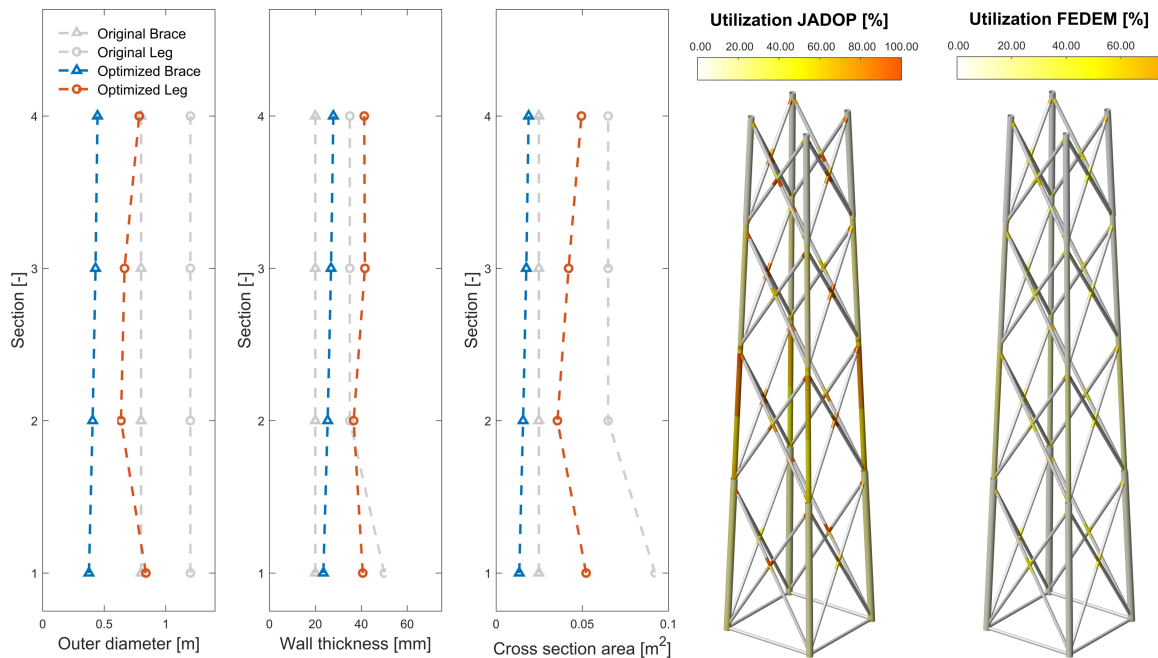 Original Brace
Original Leg
Optimized Brace
Optimized Leg
Section [-]
4
3
2
1
0
0.5
1
Outer diameter [m]
Section [-]
4
3
2
1
0
20
40
60
Wall thickness [mm]
Section [-]
4
3
2
1
0
0.05
0.1
Cross section area [m²]
Utilization JADOP [%]
0.00 20.00 40.00 60.00 80.00 100.00
Utilization FEDEM [%]
0.00 20.00 40.00 60.00